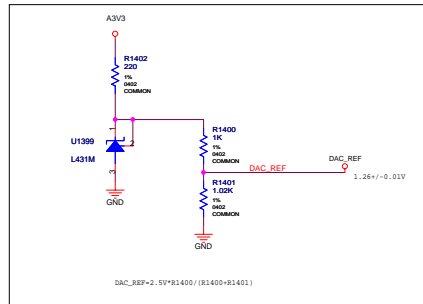 A3V3
R1402
220
1%
0402
COMMON
U1399
1
2
L431M
3
GND
R1400
1K
1%
0402
COMMON
DAC_REF
DAC_REF
1.26+/-0.01V
R1401
1.02K
1%
0402
COMMON
GND
DAC_REF=2.5V*R1400/(R1400+R1401)